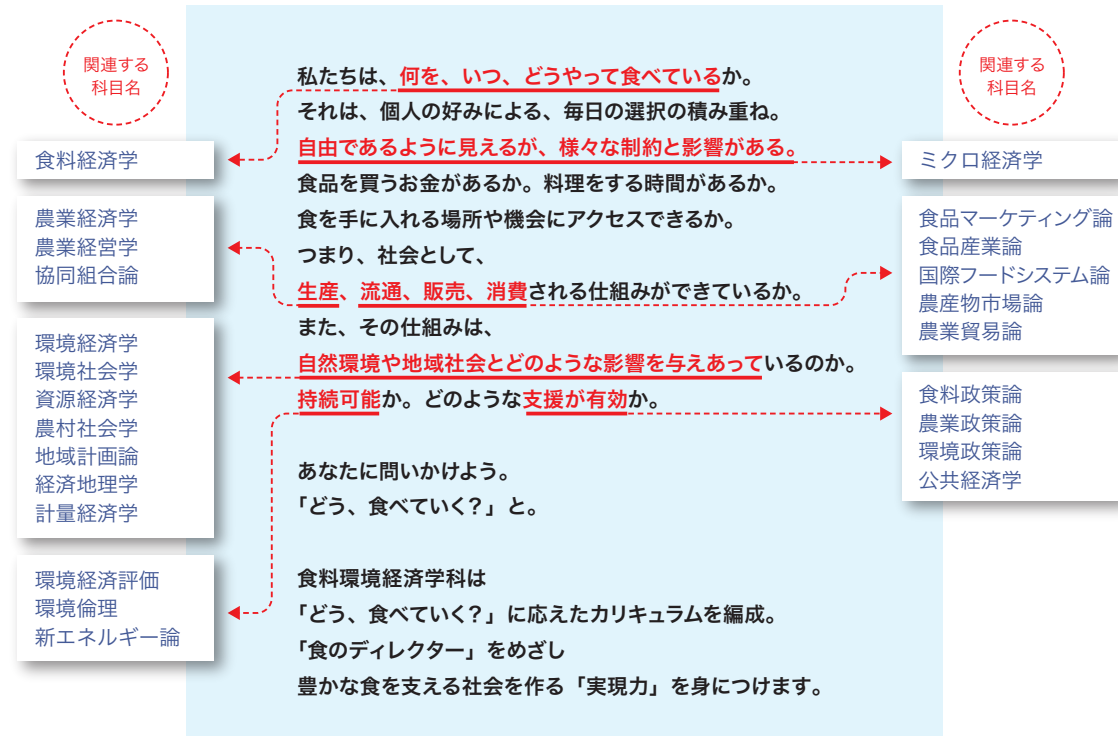 関連する
科目名
食料経済学
農業経済学
農業経営学
協同組合論
環境経済学
環境社会学
資源経済学
農村社会学
地域計画論
経済地理学
計量経済学
環境経済評価
環境倫理
新エネルギー論
私たちは、何を、いつ、どうやって食べているか。
それは、個人の好みによる、毎日の選択の積み重ね。
自由であるように見えるが、様々な制約と影響がある。
食品を買うお金があるか。料理をする時間があるか。
食を手に入れる場所や機会にアクセスできるか。
つまり、社会として、
生産、流通、販売、消費される仕組みができているか。
また、その仕組みは、
自然環境や地域社会とどのような影響を与えあっているのか。
持続可能か。どのような支援が有効か。
あなたに問いかけよう。
「どう、食べていく？」と。
食料環境経済学科は
「どう、食べていく？」に応えたカリキュラムを編成。
「食のディレクター」をめざし
豊かな食を支える社会を作る「実現力」を身につけます。
関連する
科目名
ミクロ経済学
食品マーケティング論
食品産業論
国際フードシステム論
農産物市場論
農業貿易論
食料政策論
農業政策論
環境政策論
公共経済学